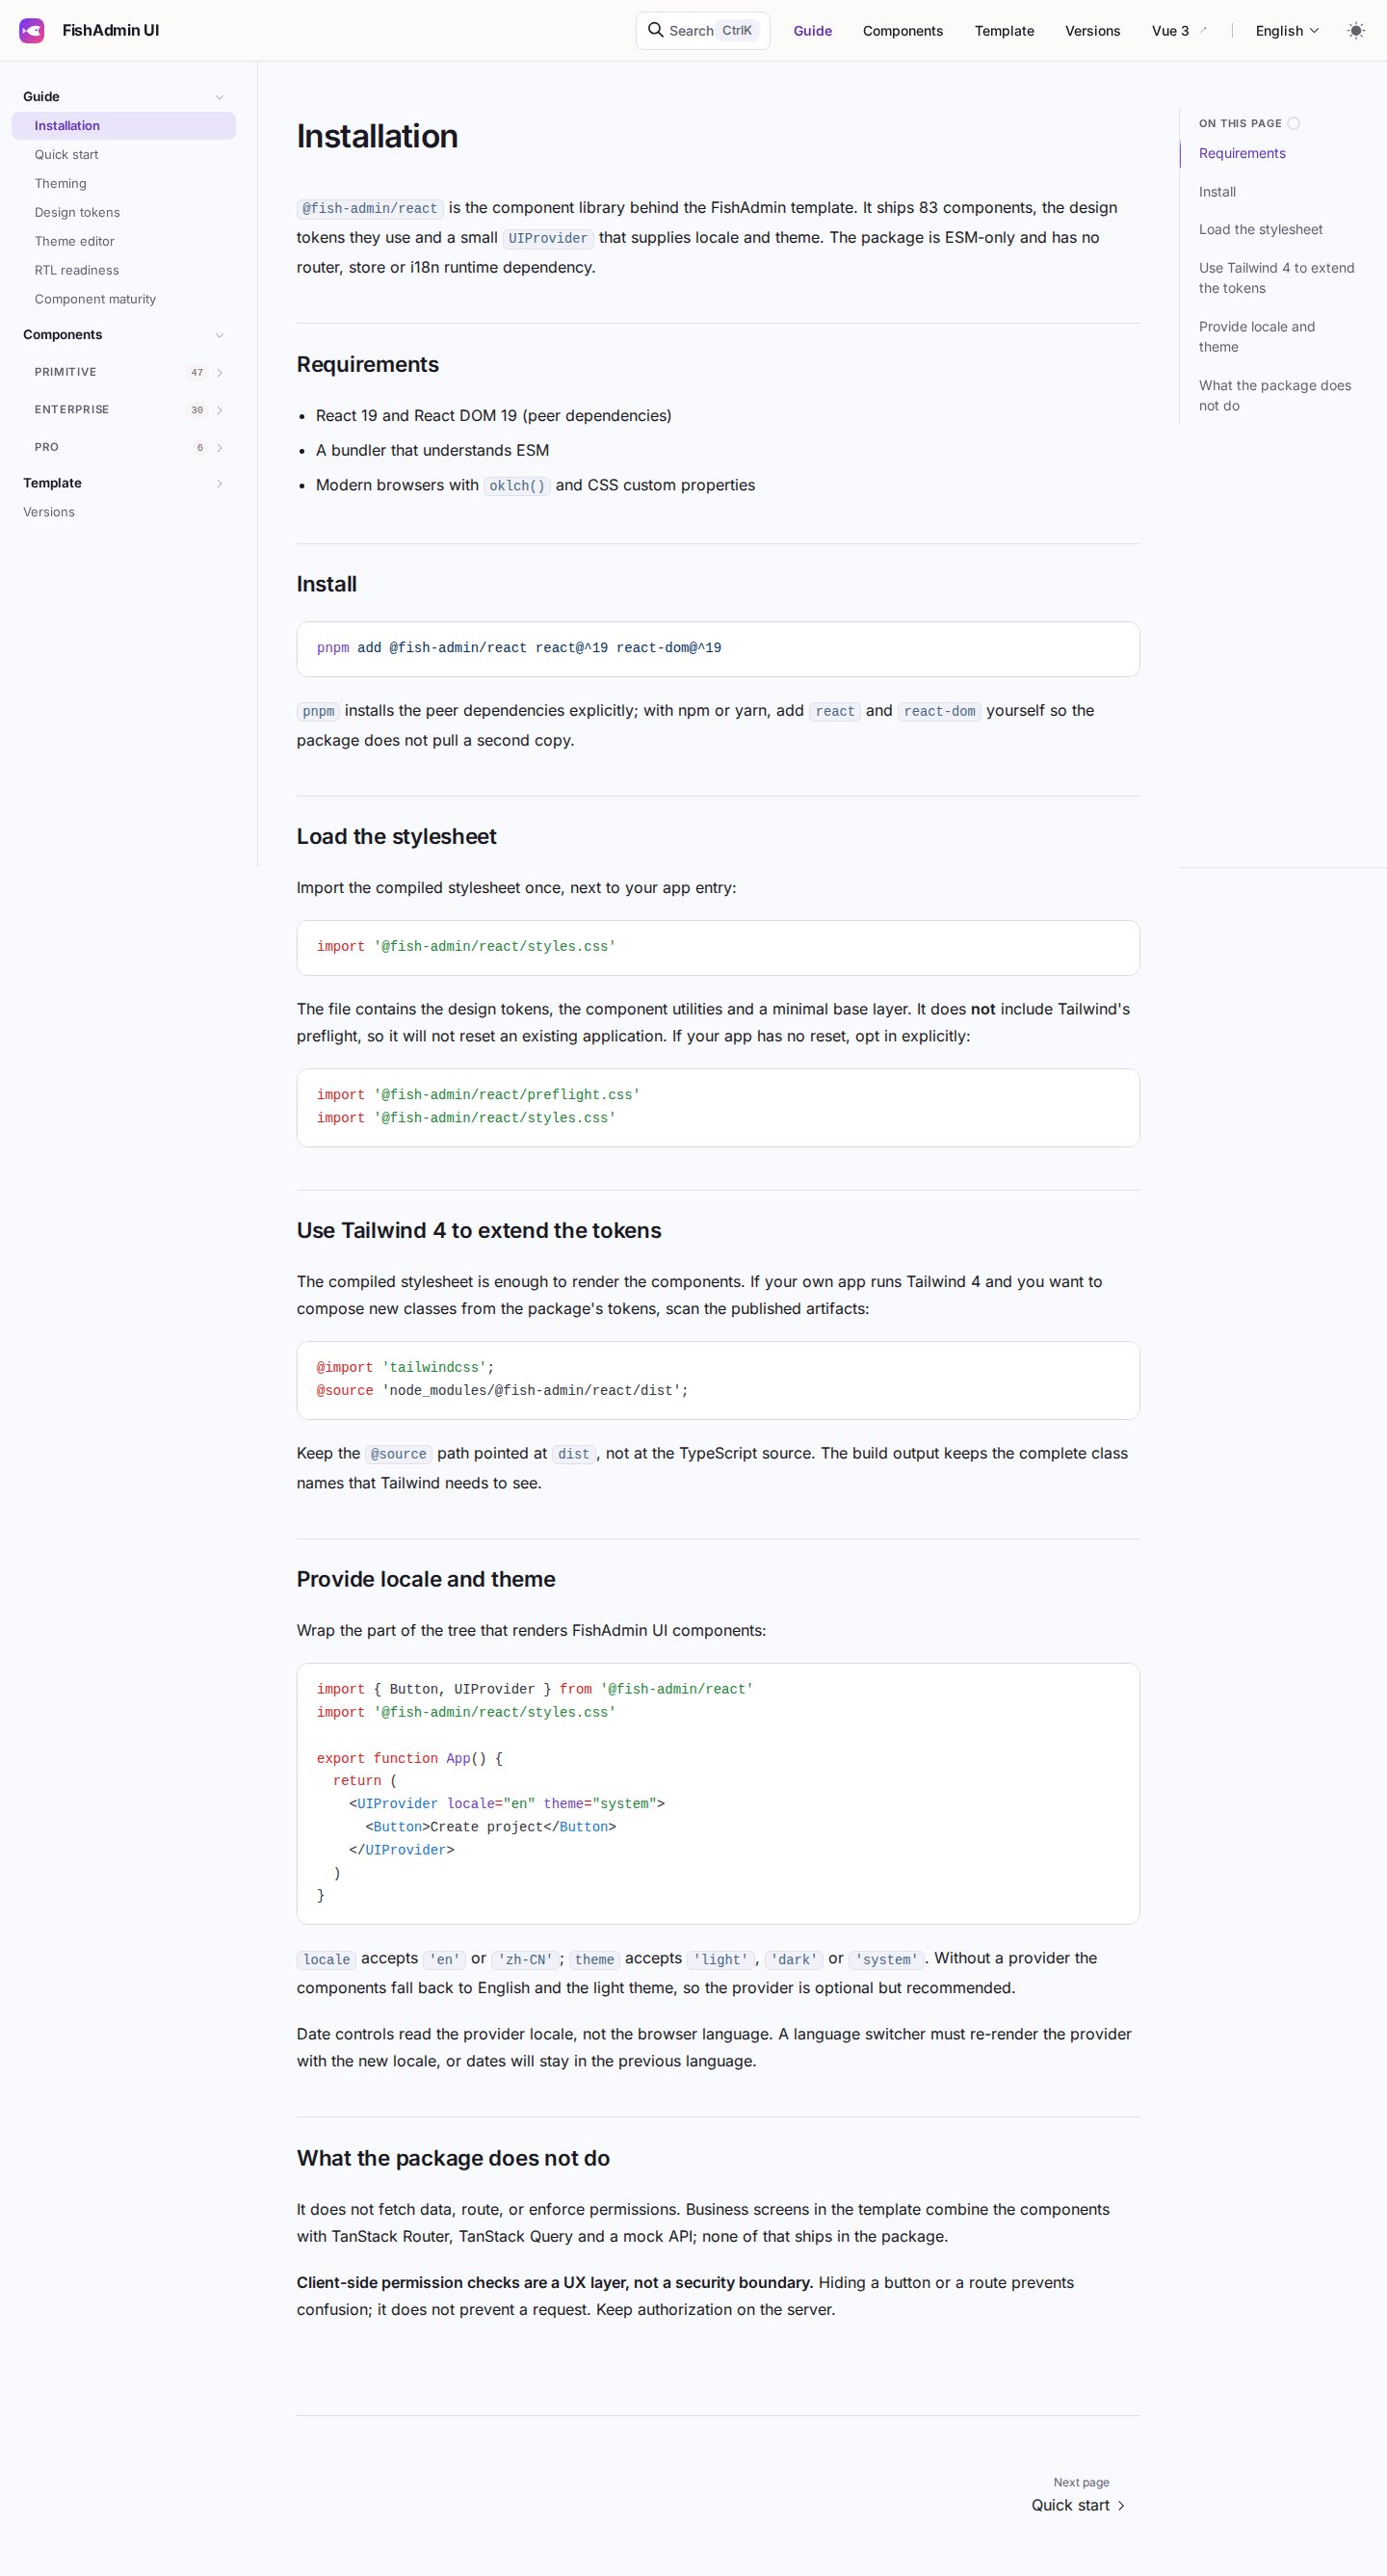 FishAdmin UI
Search CtrlK
Guide
Components
Template
Versions
Vue 3
English
Guide
Installation
Quick start
Theming
Design tokens
Theme editor
RTL readiness
Component maturity
Components
PRIMITIVE 47
ENTERPRISE 30
PRO 6
Template
Versions
Installation
@fish-admin/react is the component library behind the FishAdmin template. It ships 83 components, the design
tokens they use and a small UIProvider that supplies locale and theme. The package is ESM-only and has no
router, store or i18n runtime dependency.
Requirements
• React 19 and React DOM 19 (peer dependencies)
• A bundler that understands ESM
• Modern browsers with oklch() and CSS custom properties
Install
pnpm add @fish-admin/react react@^19 react-dom@^19
pnpm installs the peer dependencies explicitly; with npm or yarn, add react and react-dom yourself so the
package does not pull a second copy.
Load the stylesheet
Import the compiled stylesheet once, next to your app entry:
import '@fish-admin/react/styles.css'
The file contains the design tokens, the component utilities and a minimal base layer. It does not include Tailwind's
preflight, so it will not reset an existing application. If your app has no reset, opt in explicitly:
import '@fish-admin/react/preflight.css'
import '@fish-admin/react/styles.css'
Use Tailwind 4 to extend the tokens
The compiled stylesheet is enough to render the components. If your own app runs Tailwind 4 and you want to
compose new classes from the package's tokens, scan the published artifacts:
@import 'tailwindcss';
@source 'node_modules/@fish-admin/react/dist';
Keep the @source path pointed at dist, not at the TypeScript source. The build output keeps the complete class
names that Tailwind needs to see.
Provide locale and theme
Wrap the part of the tree that renders FishAdmin UI components:
import { Button, UIProvider } from '@fish-admin/react'
import '@fish-admin/react/styles.css'
export function App() {
  return (
    <UIProvider locale="en" theme="system">
      <Button>Create project</Button>
    </UIProvider>
  )
}
locale accepts 'en' or 'zh-CN'; theme accepts 'light', 'dark' or 'system'. Without a provider the
components fall back to English and the light theme, so the provider is optional but recommended.
Date controls read the provider locale, not the browser language. A language switcher must re-render the provider
with the new locale, or dates will stay in the previous language.
What the package does not do
It does not fetch data, route, or enforce permissions. Business screens in the template combine the components
with TanStack Router, TanStack Query and a mock API; none of that ships in the package.
Client-side permission checks are a UX layer, not a security boundary. Hiding a button or a route prevents
confusion; it does not prevent a request. Keep authorization on the server.
Next page
Quick start
ON THIS PAGE
Requirements
Install
Load the stylesheet
Use Tailwind 4 to extend
the tokens
Provide locale and
theme
What the package does
not do